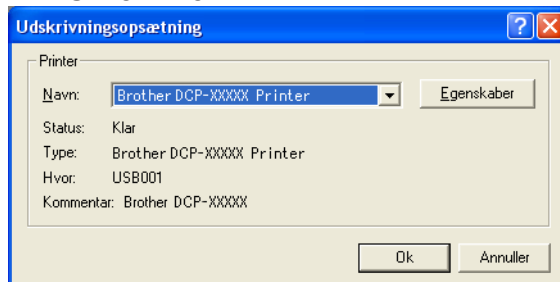 Udskrivningsopsætning
Printer
Navn: Brother DCP-XXXXX Printer Egenskaber
Status: Klar
Type: Brother DCP-XXXXX Printer
Hvor: USB001
Kommentar: Brother DCP-XXXXX
Ok Annuller